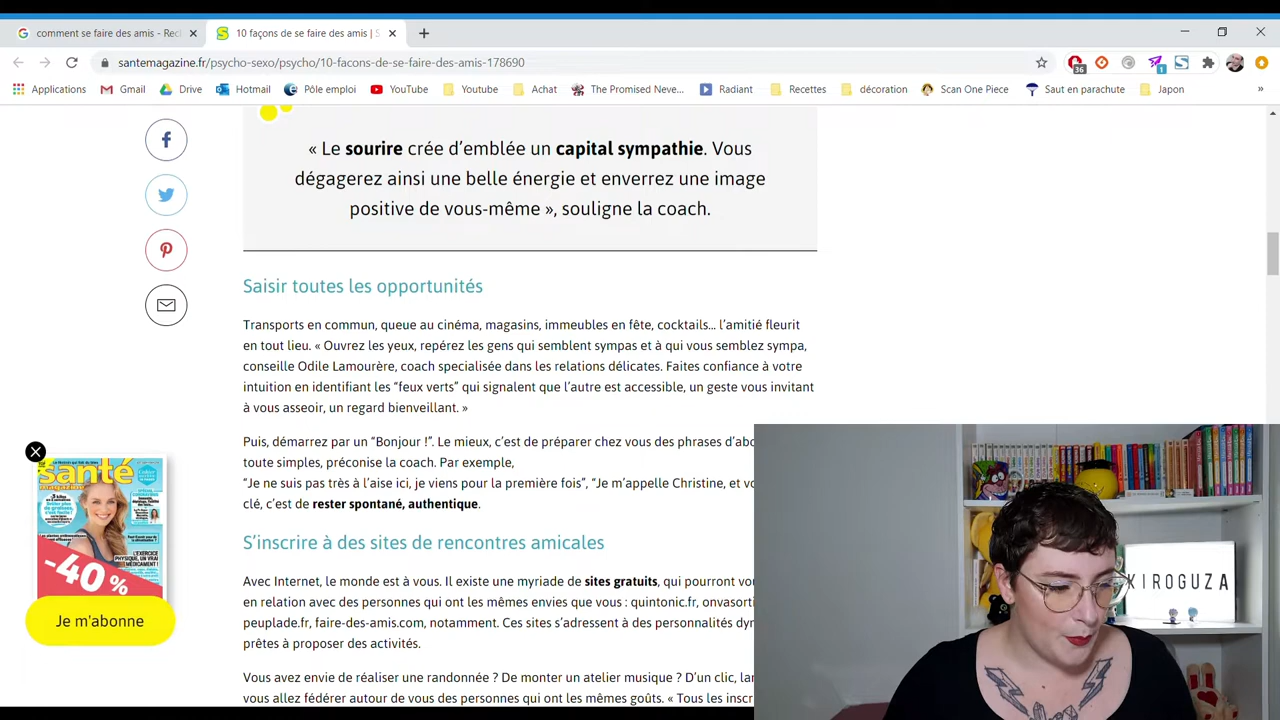 comment se faire des amis - Rec
10 façons de se faire des amis | S
santemagazine.fr/psycho-sexo/psycho/10-facons-de-se-faire-des-amis-178690
36
1
Applications
Gmail
Drive
Hotmail
Pôle emploi
YouTube
Youtube
Achat
The Promised Neve...
Radiant
Recettes
décoration
Scan One Piece
Saut en parachute
Japon
»
« Le sourire crée d’emblée un capital sympathie. Vous
dégagerez ainsi une belle énergie et enverrez une image
positive de vous-même », souligne la coach.
Saisir toutes les opportunités
Transports en commun, queue au cinéma, magasins, immeubles en fête, cocktails... l’amitié fleurit
en tout lieu. « Ouvrez les yeux, repérez les gens qui semblent sympas et à qui vous semblez sympa,
conseille Odile Lamourère, coach specialisée dans les relations délicates. Faites confiance à votre
intuition en identifiant les “feux verts” qui signalent que l’autre est accessible, un geste vous invitant
à vous asseoir, un regard bienveillant. »
Puis, démarrez par un “Bonjour !”. Le mieux, c’est de préparer chez vous des phrases d’abo
toute simples, préconise la coach. Par exemple,
“Je ne suis pas très à l’aise ici, je viens pour la première fois”, “Je m’appelle Christine, et vo
clé, c’est de rester spontané, authentique.
S’inscrire à des sites de rencontres amicales
Avec Internet, le monde est à vous. Il existe une myriade de sites gratuits, qui pourront vou
en relation avec des personnes qui ont les mêmes envies que vous : quintonic.fr, onvasorti
peuplade.fr, faire-des-amis.com, notamment. Ces sites s’adressent à des personnalités dyn
prêtes à proposer des activités.
Vous avez envie de réaliser une randonnée ? De monter un atelier musique ? D’un clic, lan
vous allez fédérer autour de vous des personnes qui ont les mêmes goûts. « Tous les inscr
santé
magazine
-40 %
Je m'abonne
KIROGUZA